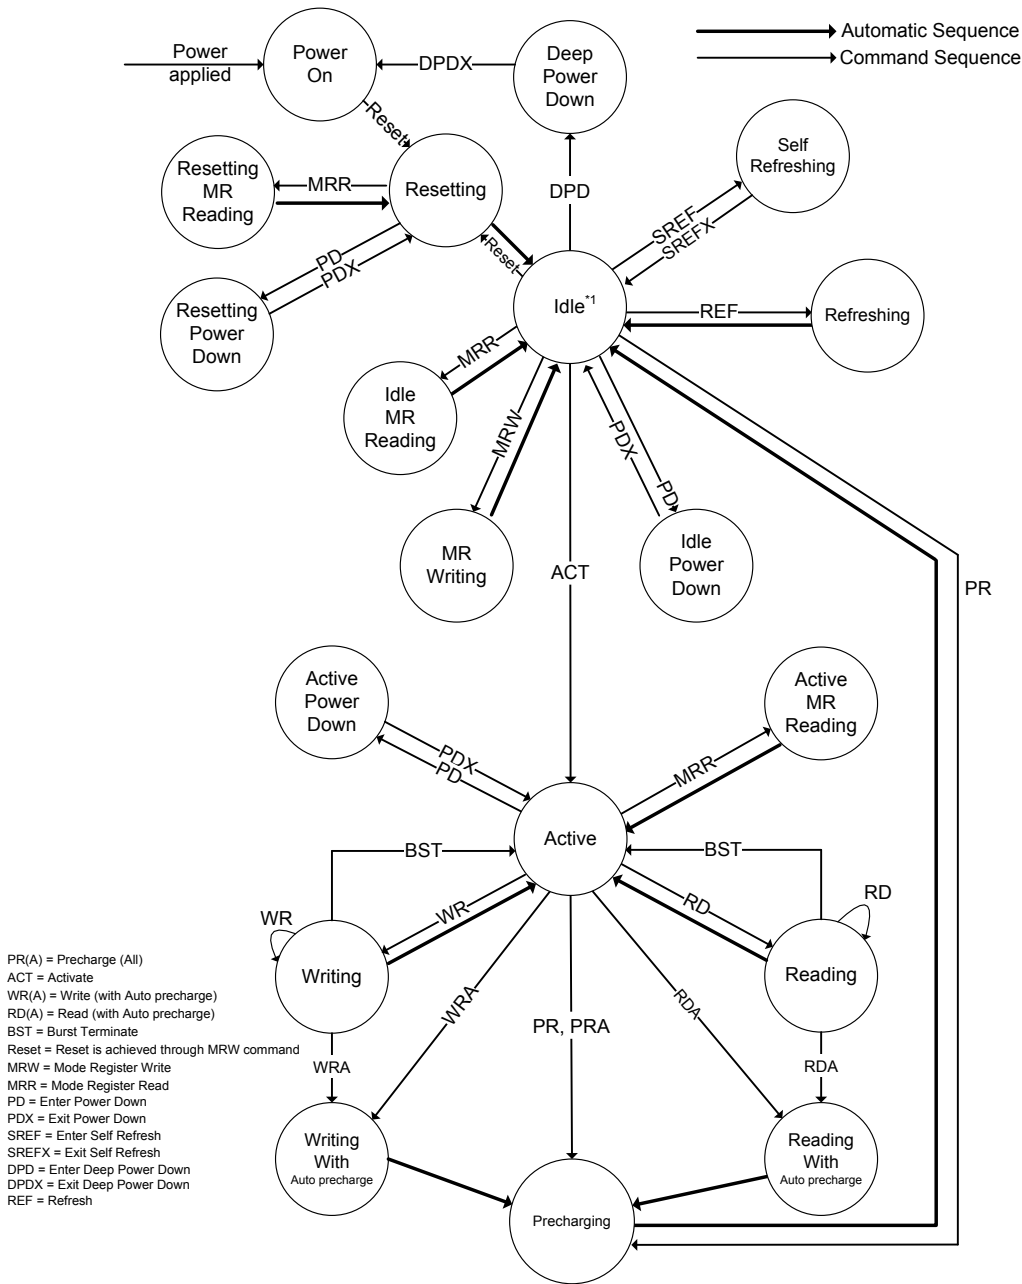 Power
applied
Power
On
DPDX
Deep
Power
Down
Automatic Sequence
Command Sequence
Reset
Resetting
MR
Reading
MRR
Resetting
DPD
Self
Refreshing
SREF
SREFX
PD
PDX
Reset
Resetting
Power
Down
Idle*1
REF
Refreshing
MRR
Idle
MR
Reading
MRW
PDX
PD
MR
Writing
ACT
Idle
Power
Down
PR
Active
Power
Down
Active
MR
Reading
PDX
PD
MRR
Active
BST
BST
WR
WR
RD
RD
Writing
Reading
WRA
WRA
PR, PRA
RDA
RDA
Writing
With
Auto precharge
Reading
With
Auto precharge
Precharging
PR(A) = Precharge (All)
ACT = Activate
WR(A) = Write (with Auto precharge)
RD(A) = Read (with Auto precharge)
BST = Burst Terminate
Reset = Reset is achieved through MRW command
MRW = Mode Register Write
MRR = Mode Register Read
PD = Enter Power Down
PDX = Exit Power Down
SREF = Enter Self Refresh
SREFX = Exit Self Refresh
DPD = Enter Deep Power Down
DPDX = Exit Deep Power Down
REF = Refresh